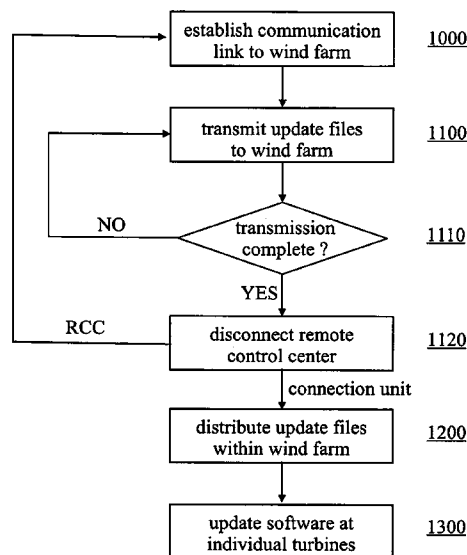 establish communication
link to wind farm
1000
transmit update files
to wind farm
1100
NO
transmission
complete ?
1110
YES
RCC
disconnect remote
control center
1120
connection unit
distribute update files
within wind farm
1200
update software at
individual turbines
1300